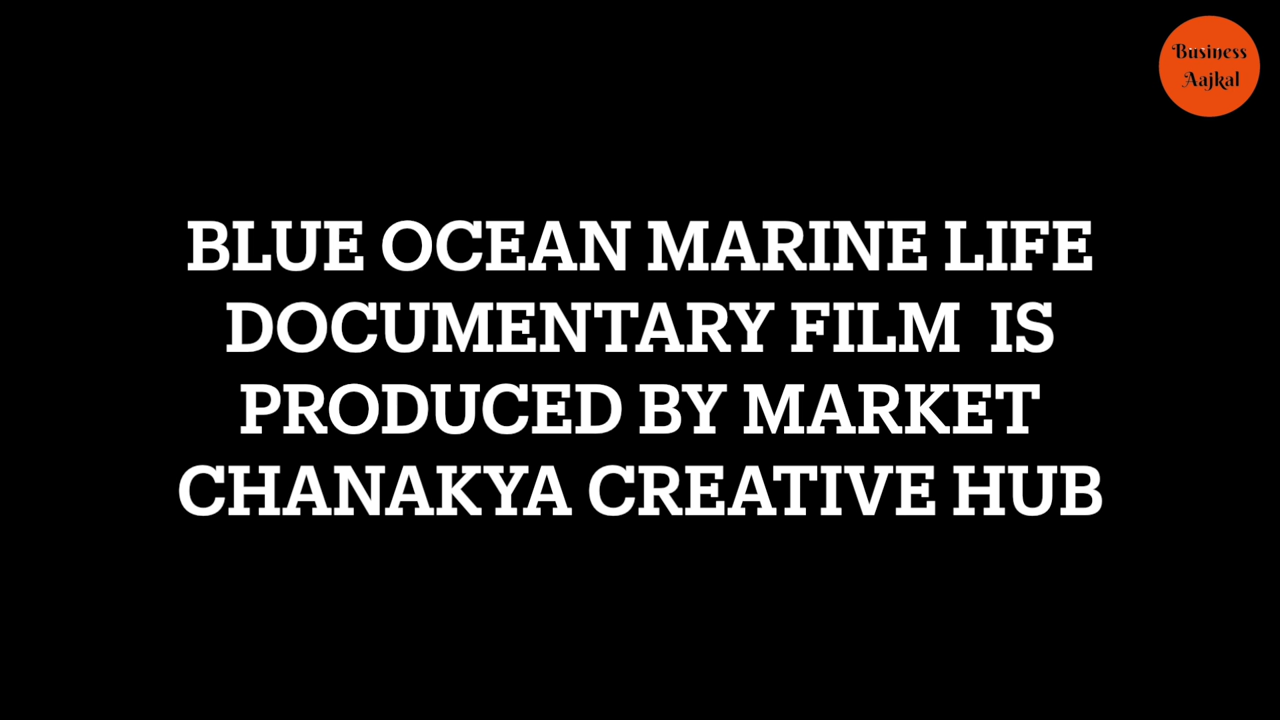 Business
Aajkal
BLUE OCEAN MARINE LIFE
DOCUMENTARY FILM  IS
PRODUCED BY MARKET
CHANAKYA CREATIVE HUB